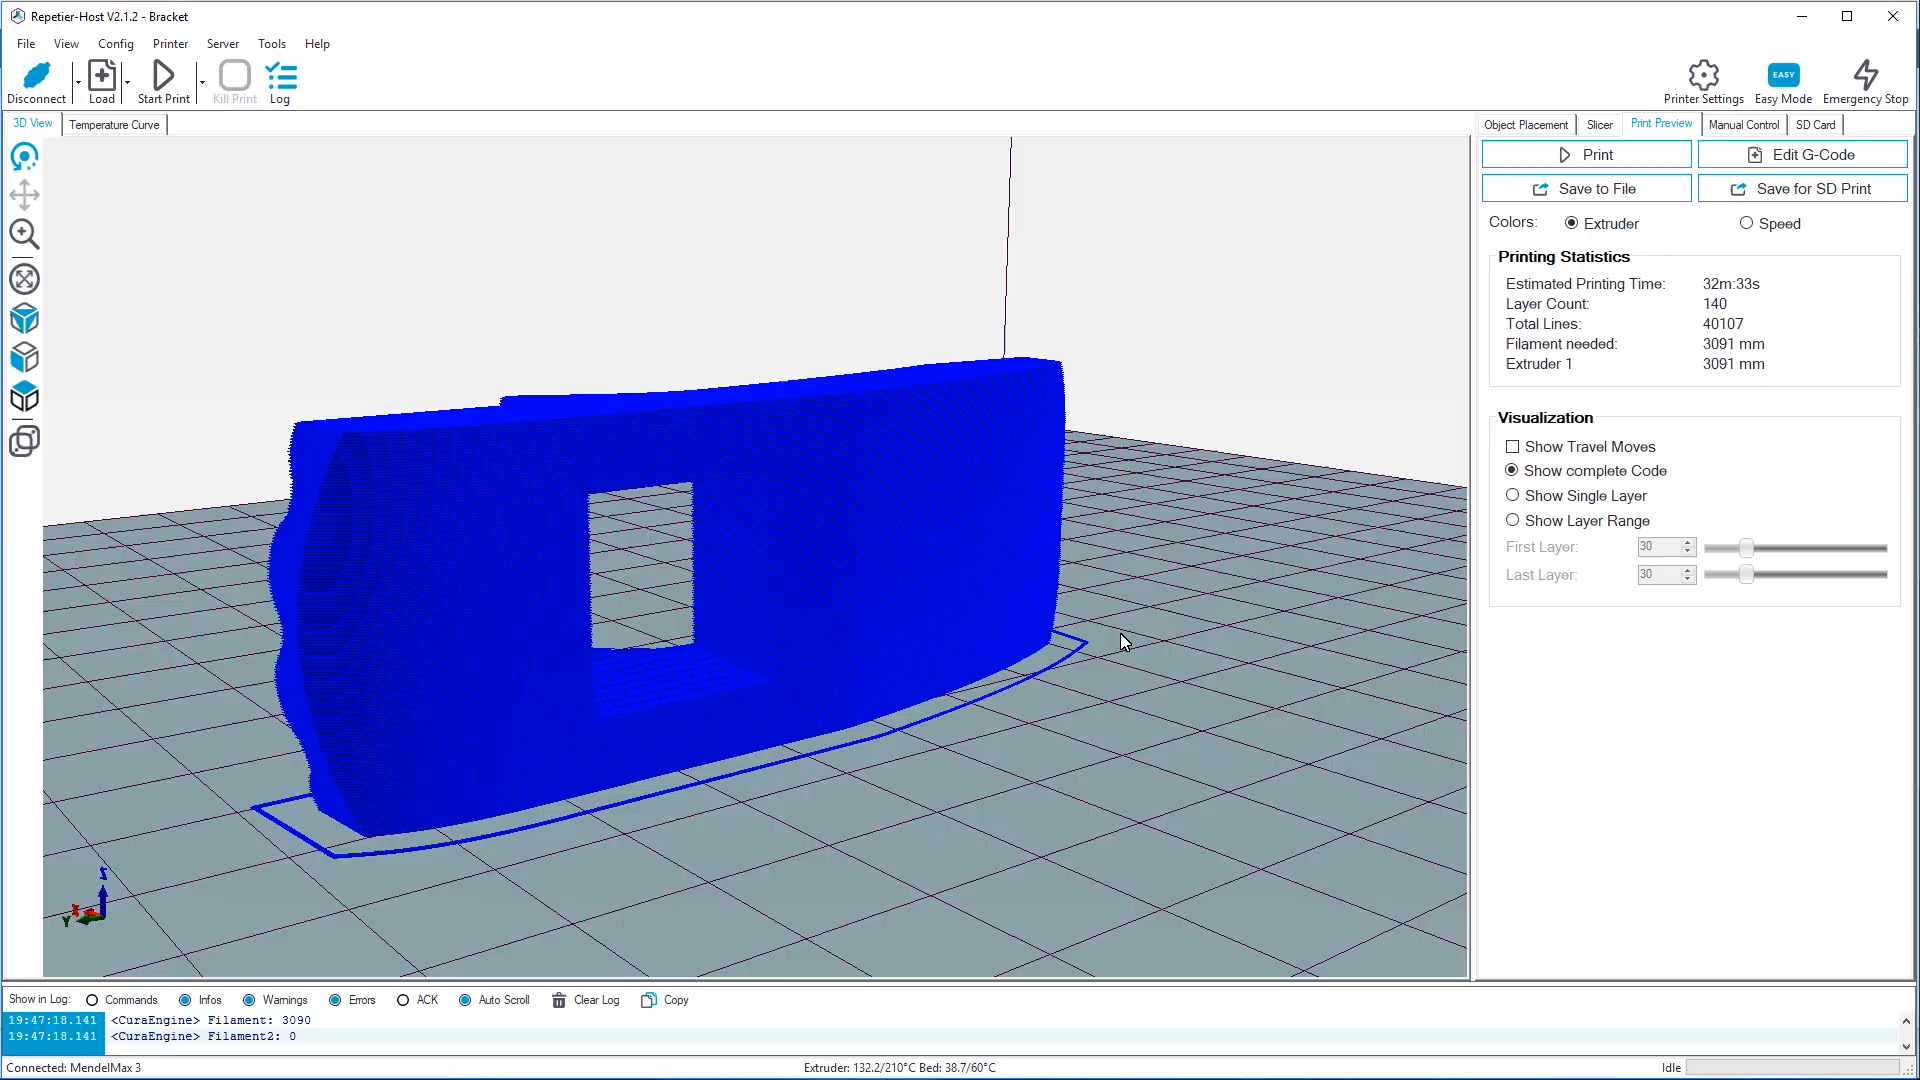 Repetier-Host V2.1.2 - Bracket
File View Config Printer Server Tools Help
Disconnect Load Start Print Kill Print Log
Printer Settings EASY Easy Mode Emergency Stop
3D View Temperature Curve
Object Placement Slicer Print Preview Manual Control SD Card
Print Edit G-Code
Save to File Save for SD Print
Colors: Extruder Speed
Printing Statistics
Estimated Printing Time: 32m:33s
Layer Count: 140
Total Lines: 40107
Filament needed: 3091 mm
Extruder 1 3091 mm
Visualization
Show Travel Moves
Show complete Code
Show Single Layer
Show Layer Range
First Layer: 30
Last Layer: 30
Z
X
Y
Show in Log: Commands Infos Warnings Errors ACK Auto Scroll Clear Log Copy
19:47:18.141 <CuraEngine> Filament: 3090
19:47:18.141 <CuraEngine> Filament2: 0
Connected: MendelMax 3 Extruder: 132.2/210°C Bed: 38.7/60°C Idle